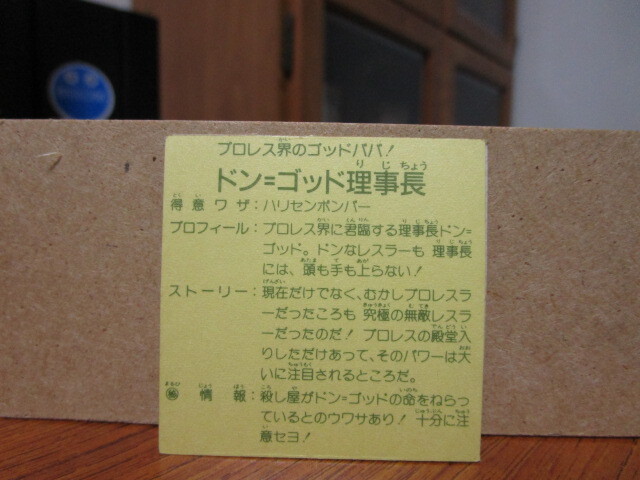 プロレス界のゴッドパパ!
ドン=ゴッド理事長
得意ワザ:ハリセンボンバー
プロフィール:プロレス界に君臨する理事長ドン=
ゴッド。ドンなレスラーも 理事長
には、頭も手も上らない!
ストーリー:現在だけでなく、むかしプロレスラ
ーだったころも 究極の無敵レスラ
ーだったのだ! プロレスの殿堂入
りしただけあって、そのパワーは大
いに注目されるところだ。
㊙情報:殺し屋がドン=ゴッドの命をねらっ
ているとのウワサあり! 十分に注
意セヨ!